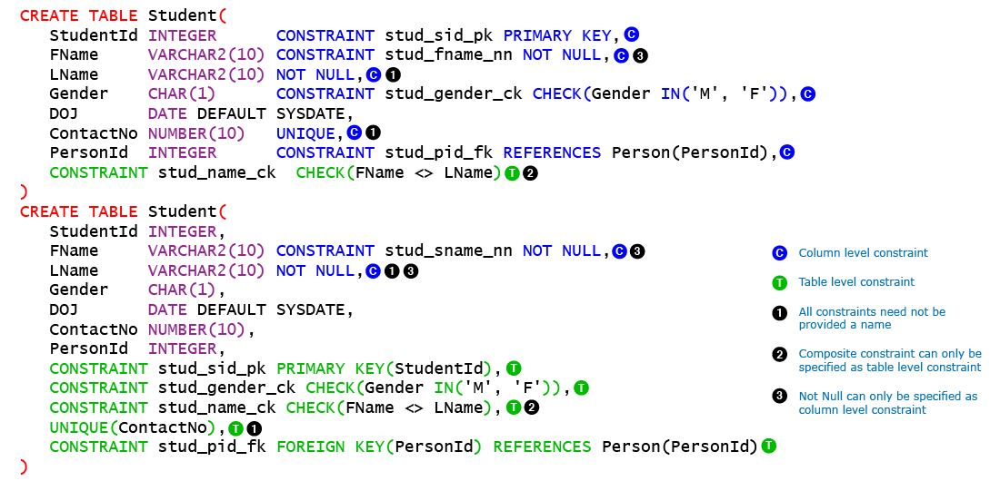 CREATE TABLE Student(
StudentId INTEGER CONSTRAINT stud_sid_pk PRIMARY KEY, C
FName VARCHAR2(10) CONSTRAINT stud_fname_nn NOT NULL, C 3
LName VARCHAR2(10) NOT NULL, C 1
Gender CHAR(1) CONSTRAINT stud_gender_ck CHECK(Gender IN('M', 'F')), C
DOJ DATE DEFAULT SYSDATE,
ContactNo NUMBER(10) UNIQUE, C 1
PersonId INTEGER CONSTRAINT stud_pid_fk REFERENCES Person(PersonId), C
CONSTRAINT stud_name_ck CHECK(FName <> LName) T 2
)
CREATE TABLE Student(
StudentId INTEGER,
FName VARCHAR2(10) CONSTRAINT stud_sname_nn NOT NULL, C 3
LName VARCHAR2(10) NOT NULL, C 1 3
Gender CHAR(1),
DOJ DATE DEFAULT SYSDATE,
ContactNo NUMBER(10),
PersonId INTEGER,
CONSTRAINT stud_sid_pk PRIMARY KEY(StudentId), T
CONSTRAINT stud_gender_ck CHECK(Gender IN('M', 'F')), T
CONSTRAINT stud_name_ck CHECK(FName <> LName), T 2
UNIQUE(ContactNo), T 1
CONSTRAINT stud_pid_fk FOREIGN KEY(PersonId) REFERENCES Person(PersonId) T
)
C Column level constraint
T Table level constraint
1 All constraints need not be
provided a name
2 Composite constraint can only be
specified as table level constraint
3 Not Null can only be specified as
column level constraint